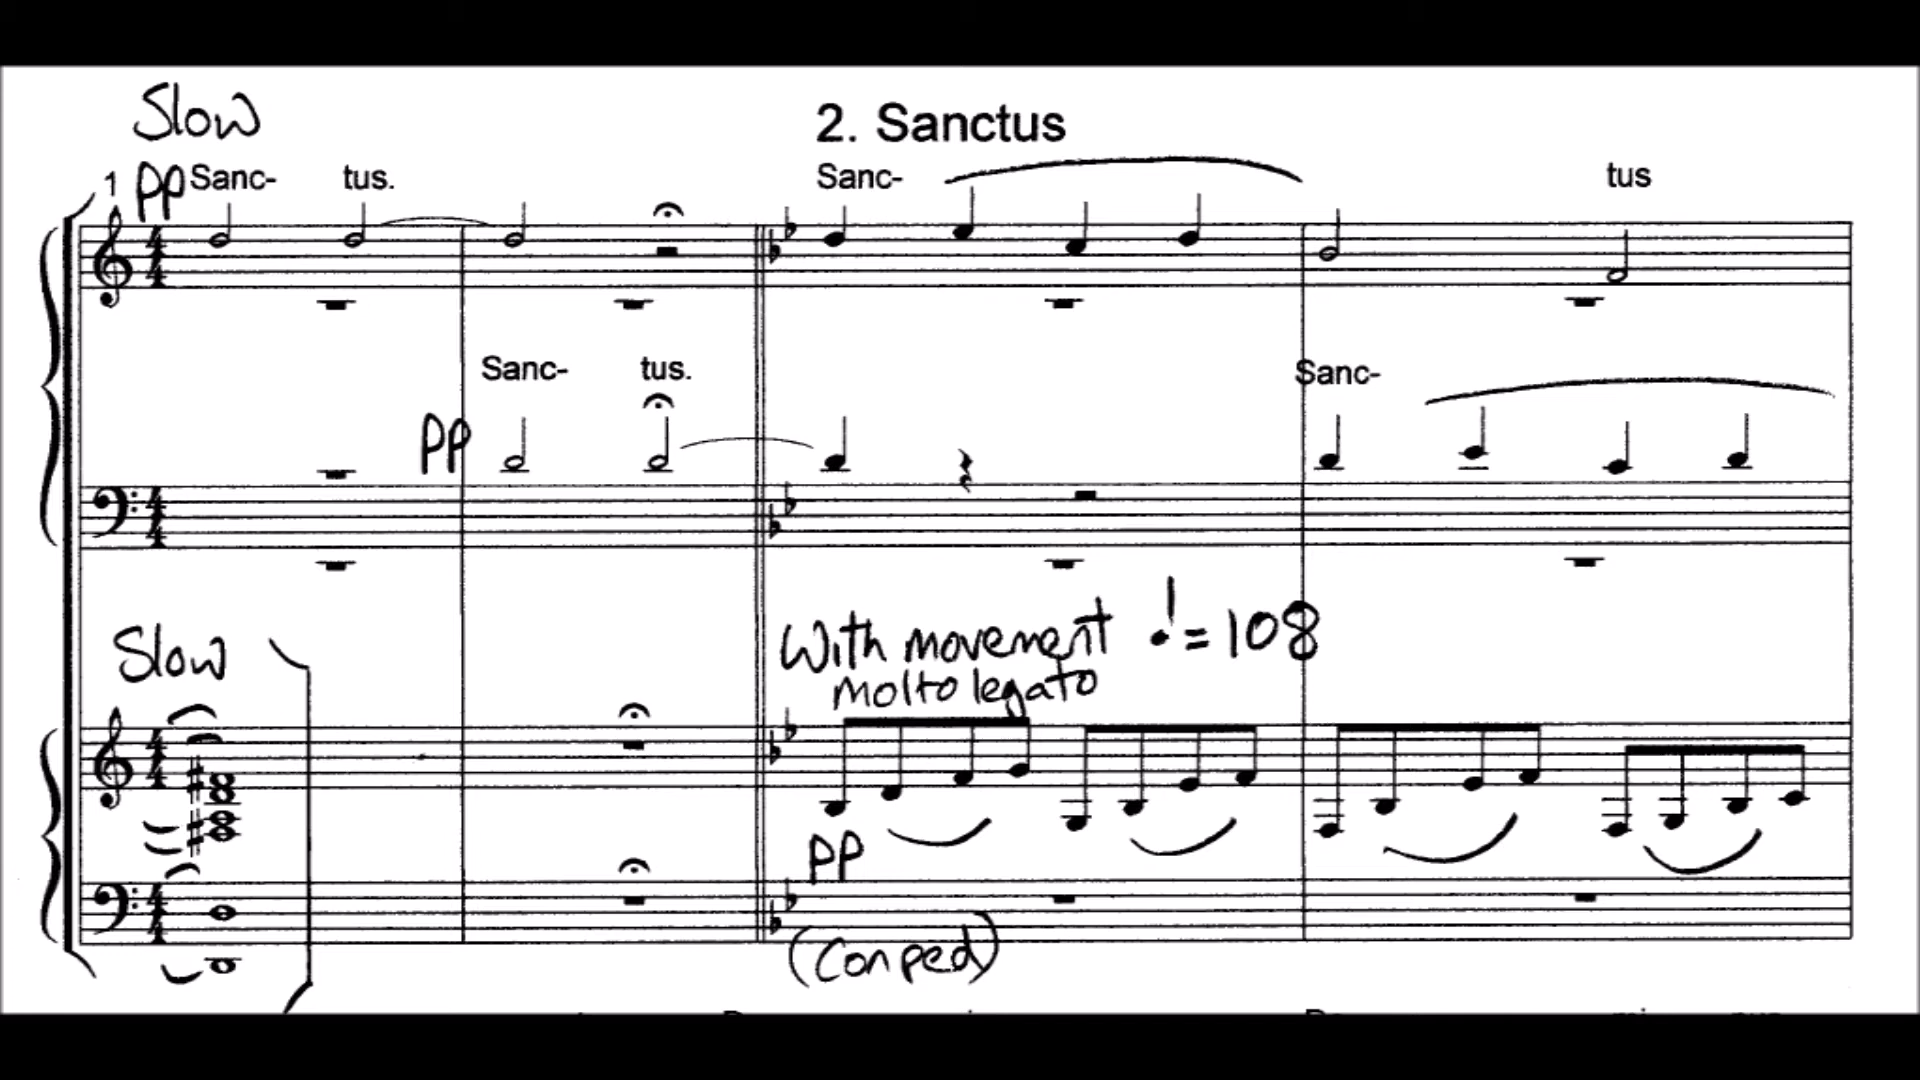 Slow
2. Sanctus
1 pp Sanc- tus. Sanc- tus
Sanc- tus. Sanc-
pp
Slow
With movement ♩= 108
molto legato
pp
(Con ped)